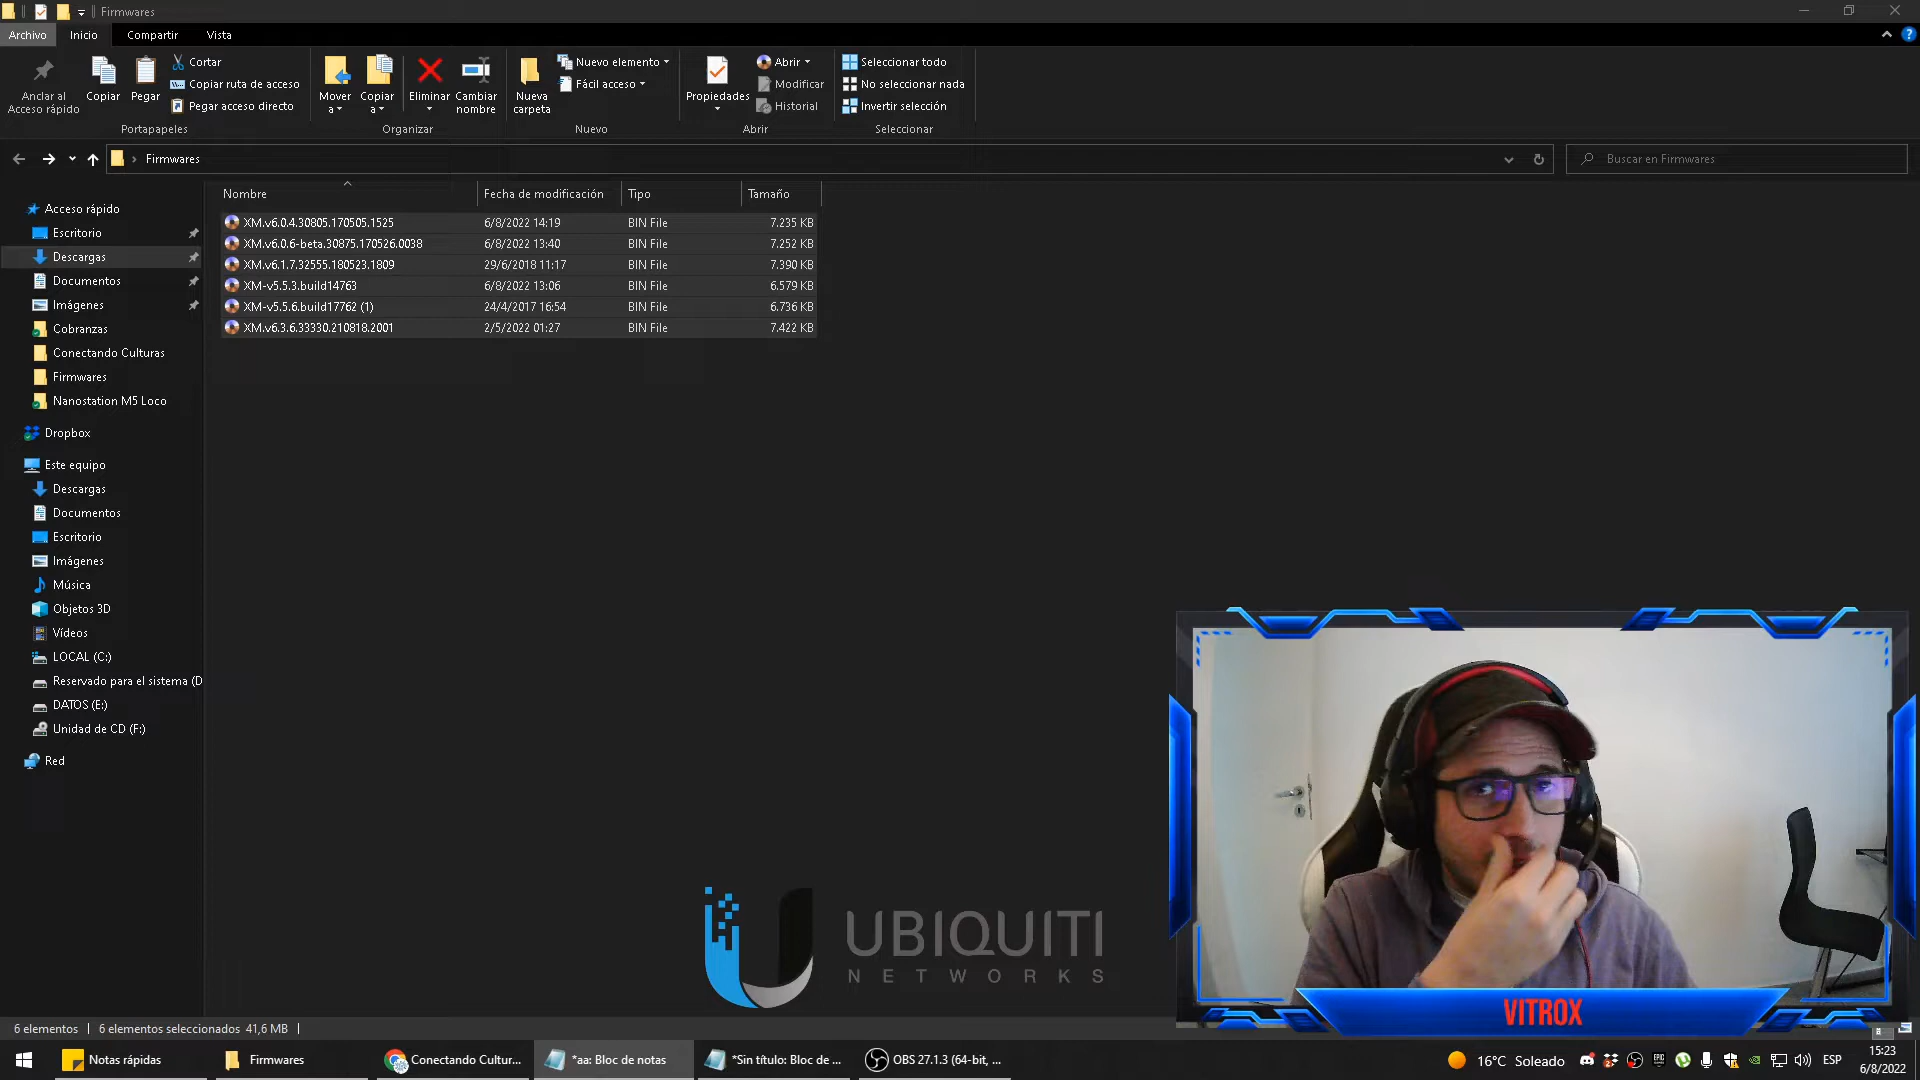 Firmwares
Archivo Inicio Compartir Vista
Anclar al
Acceso rápido
Copiar
Pegar
Cortar
Copiar ruta de acceso
Pegar acceso directo
Portapapeles
Mover
a
Copiar
a
Eliminar
Cambiar
nombre
Organizar
Nueva
carpeta
Nuevo elemento
Fácil acceso
Nuevo
Propiedades
Abrir
Modificar
Historial
Abrir
Seleccionar todo
No seleccionar nada
Invertir selección
Seleccionar
Firmwares
Buscar en Firmwares
Nombre Fecha de modificación Tipo Tamaño
XM.v6.0.4.30805.170505.1525 6/8/2022 14:19 BIN File 7.235 KB
XM.v6.0.6-beta.30875.170526.0038 6/8/2022 13:40 BIN File 7.252 KB
XM.v6.1.7.32555.180523.1809 29/6/2018 11:17 BIN File 7.390 KB
XM-v5.5.3.build14763 6/8/2022 13:06 BIN File 6.579 KB
XM-v5.5.6.build17762 (1) 24/4/2017 16:54 BIN File 6.736 KB
XM.v6.3.6.33330.210818.2001 2/5/2022 01:27 BIN File 7.422 KB
Acceso rápido
Escritorio
Descargas
Documentos
Imágenes
Cobranzas
Conectando Culturas
Firmwares
Nanostation M5 Loco
Dropbox
Este equipo
Descargas
Documentos
Escritorio
Imágenes
Música
Objetos 3D
Vídeos
LOCAL (C:)
Reservado para el sistema (D
DATOS (E:)
Unidad de CD (F:)
Red
UBIQUITI
NETWORKS
VITROX
6 elementos 6 elementos seleccionados 41,6 MB
Notas rápidas
Firmwares
Conectando Cultur...
*aa: Bloc de notas
*Sin título: Bloc de ...
OBS 27.1.3 (64-bit, ...
16°C Soleado
ESP
15:23
6/8/2022